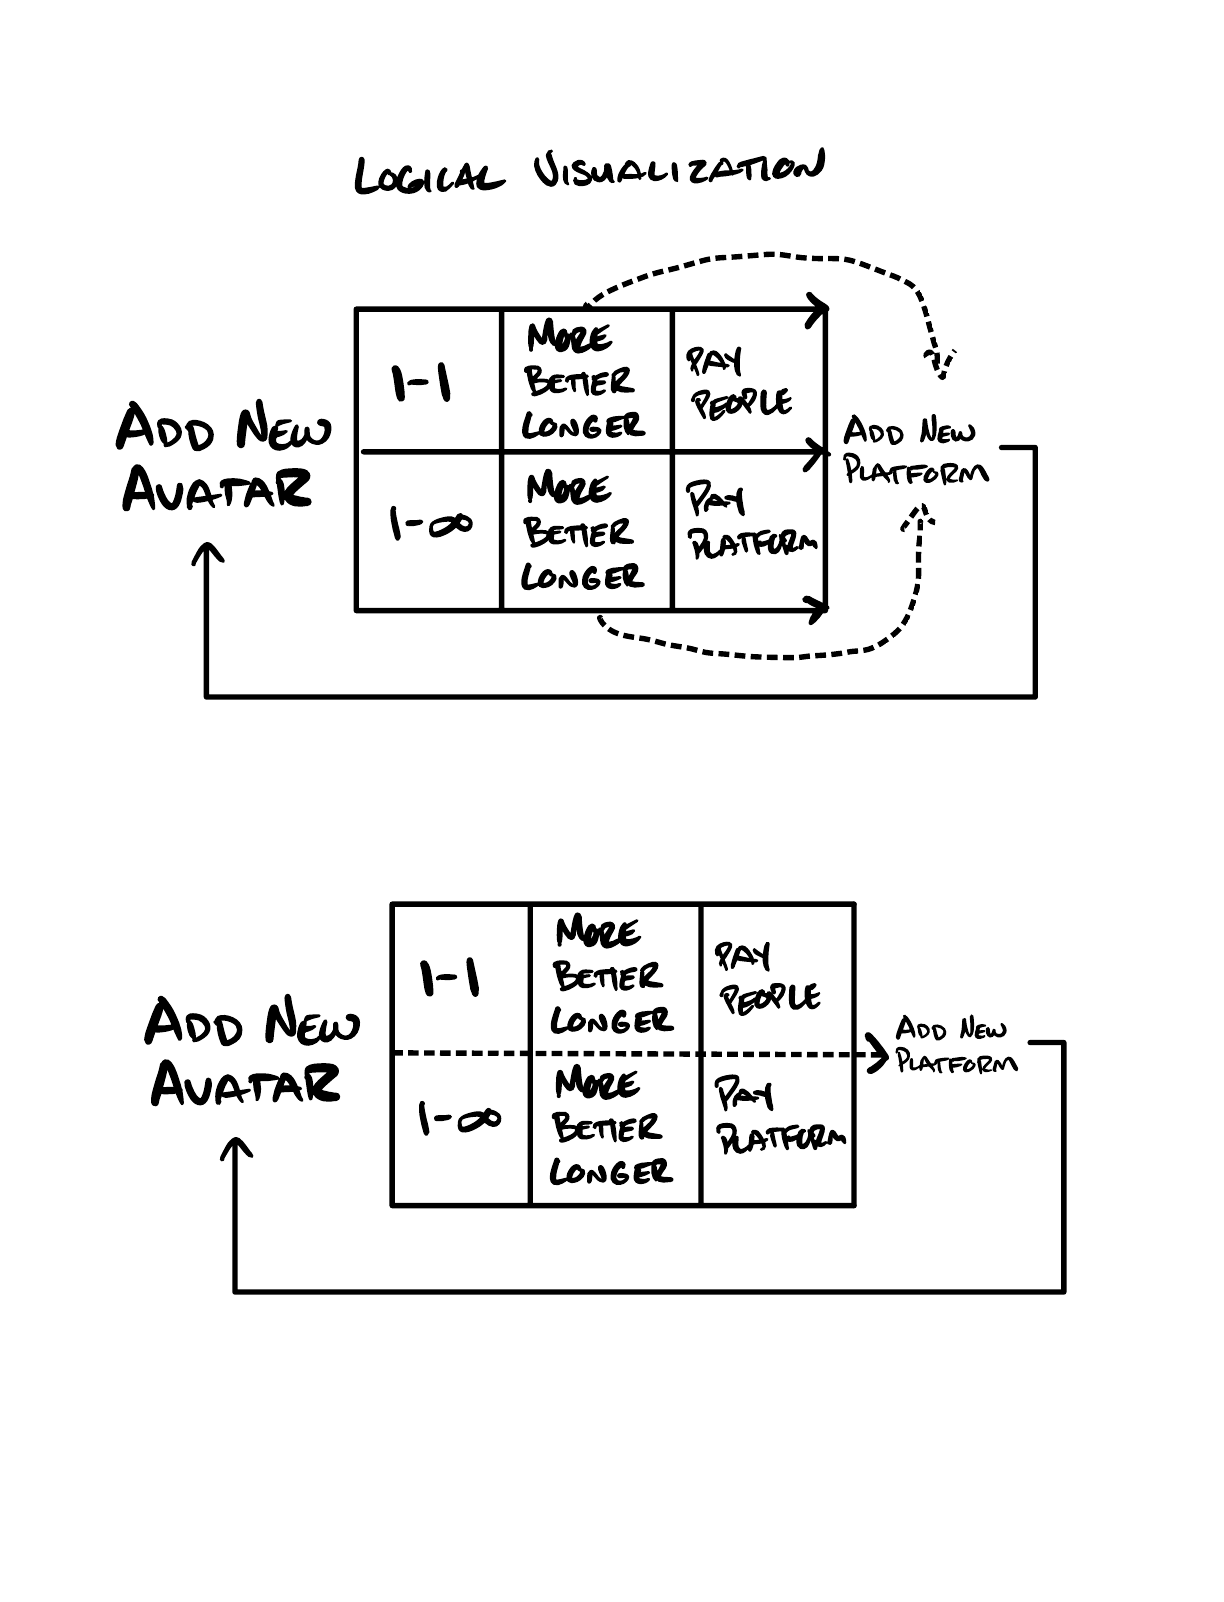 LOGICAL VISUALIZATION
ADD NEW
AVATAR
1-1
MORE
BETTER
LONGER
PAY
PEOPLE
1-∞
MORE
BETTER
LONGER
PAY
PLATFORM
ADD NEW
PLATFORM
ADD NEW
AVATAR
1-1
MORE
BETTER
LONGER
PAY
PEOPLE
1-∞
MORE
BETTER
LONGER
PAY
PLATFORM
ADD NEW
PLATFORM